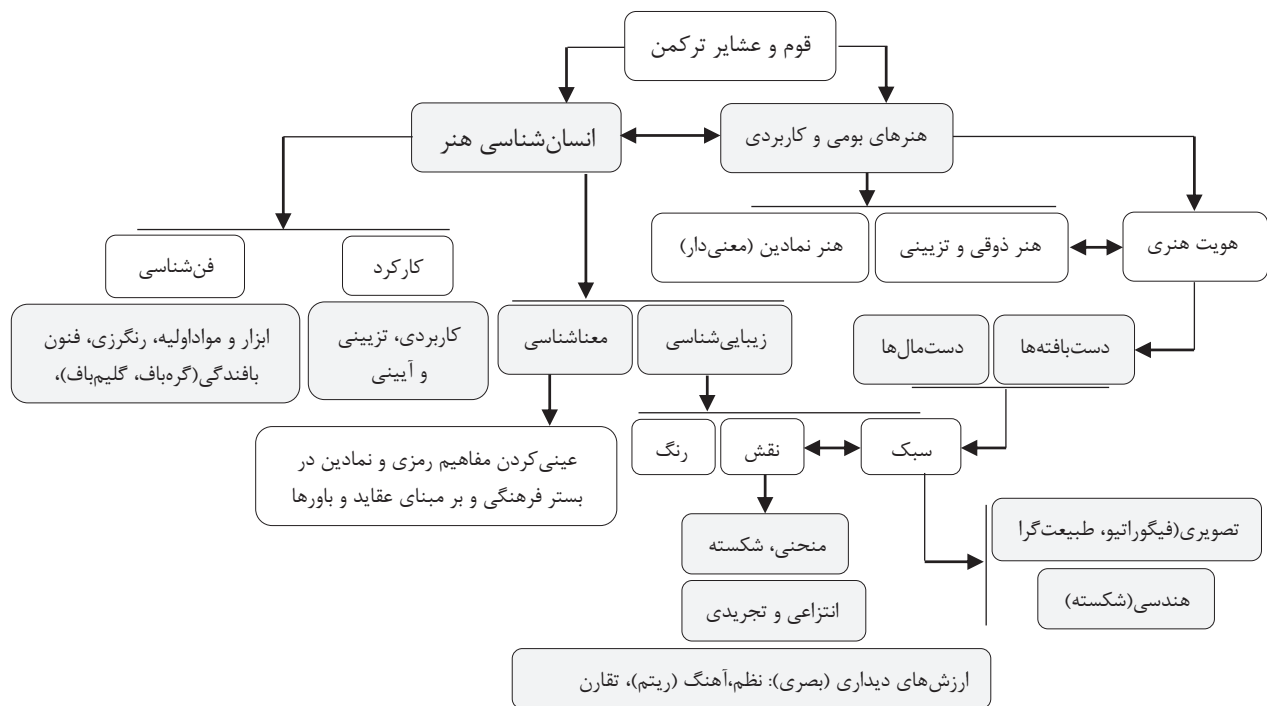 قوم و عشایر ترکمن
هنرهای بومی و کاربردی
انسان‌شناسی هنر
هویت هنری
هنر ذوقی و تزیینی
هنر نمادین (معنی‌دار)
کارکرد
فن‌شناسی
کاربردی، تزیینی
و آیینی
ابزار و مواداولیه، رنگرزی، فنون
بافندگی(گره‌باف، گلیم‌باف)،
دست‌بافته‌ها
دست‌مال‌ها
زیبایی‌شناسی
معناشناسی
سبک
نقش
رنگ
عینی‌کردن مفاهیم رمزی و نمادین در
بستر فرهنگی و بر مبنای عقاید و باورها
تصویری(فیگوراتیو، طبیعت‌گرا
هندسی(شکسته)
منحنی، شکسته
انتزاعی و تجریدی
ارزش‌های دیداری (بصری): نظم،آهنگ (ریتم)، تقارن